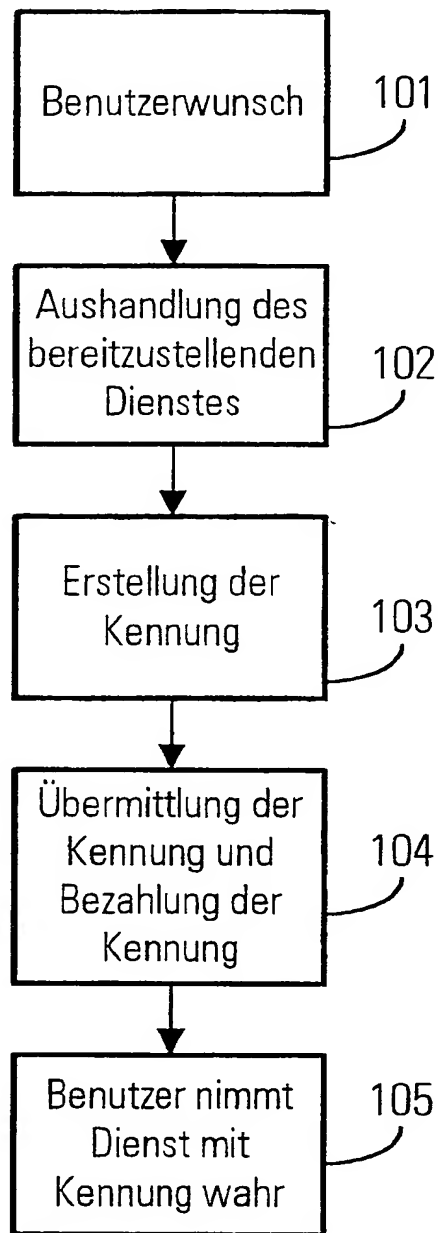 Benutzerwunsch
101
Aushandlung des
bereitzustellenden
Dienstes
102
Erstellung der
Kennung
103
Übermittlung der
Kennung und
Bezahlung der
Kennung
104
Benutzer nimmt
Dienst mit
Kennung wahr
105